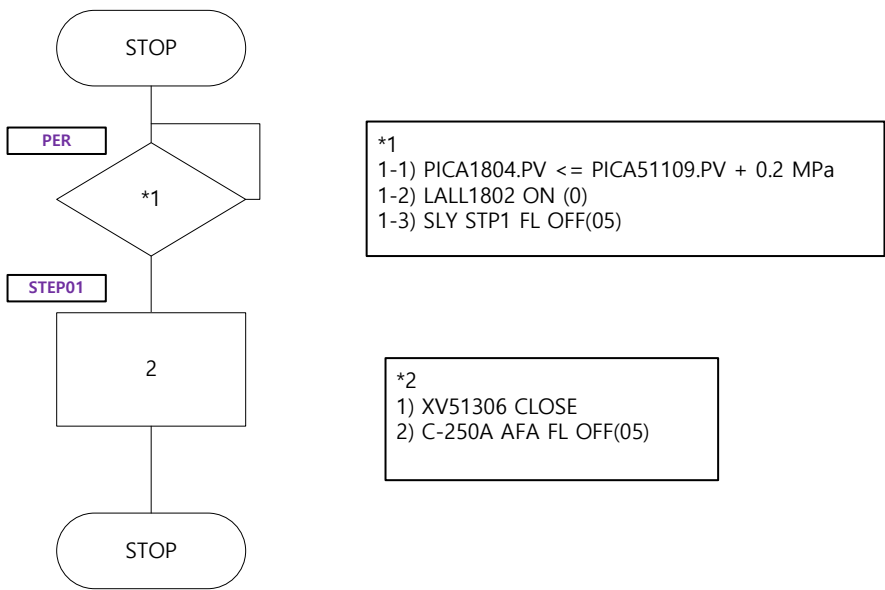 STOP
PER
*1
*1
1-1) PICA1804.PV <= PICA51109.PV + 0.2 MPa
1-2) LALL1802 ON (0)
1-3) SLY STP1 FL OFF(05)
STEP01
2
*2
1) XV51306 CLOSE
2) C-250A AFA FL OFF(05)
STOP